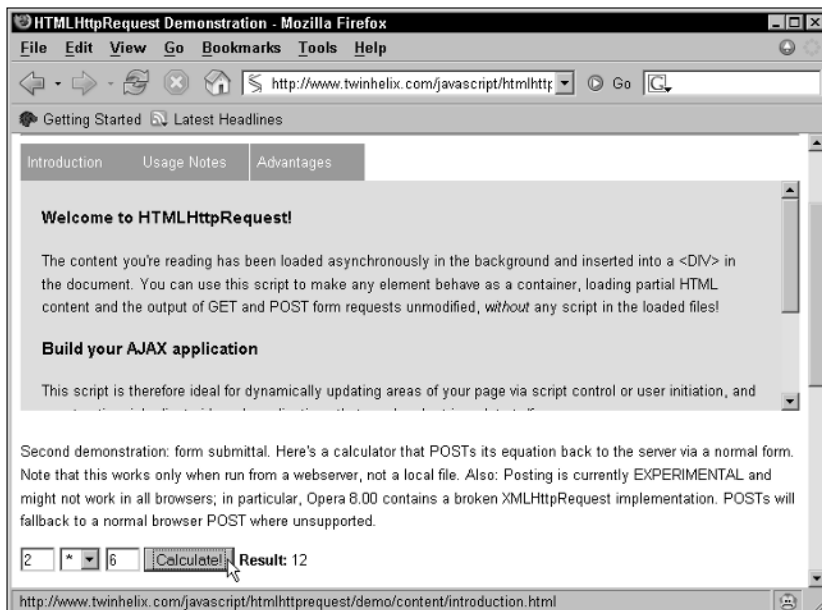 HTMLHttpRequest Demonstration - Mozilla Firefox
File Edit View Go Bookmarks Tools Help
http://www.twinhelix.com/javascript/htmlhttp Go G
Getting Started Latest Headlines
Introduction Usage Notes Advantages
Welcome to HTMLHttpRequest!
The content you're reading has been loaded asynchronously in the background and inserted into a <DIV> in
the document. You can use this script to make any element behave as a container, loading partial HTML
content and the output of GET and POST form requests unmodified, without any script in the loaded files!
Build your AJAX application
This script is therefore ideal for dynamically updating areas of your page via script control or user initiation, and
Second demonstration: form submittal. Here's a calculator that POSTs its equation back to the server via a normal form.
Note that this works only when run from a webserver, not a local file. Also: Posting is currently EXPERIMENTAL and
might not work in all browsers; in particular, Opera 8.00 contains a broken XMLHttpRequest implementation. POSTs will
fallback to a normal browser POST where unsupported.
2 * 6 Calculate! Result: 12
http://www.twinhelix.com/javascript/htmlhttprequest/demo/content/introduction.html